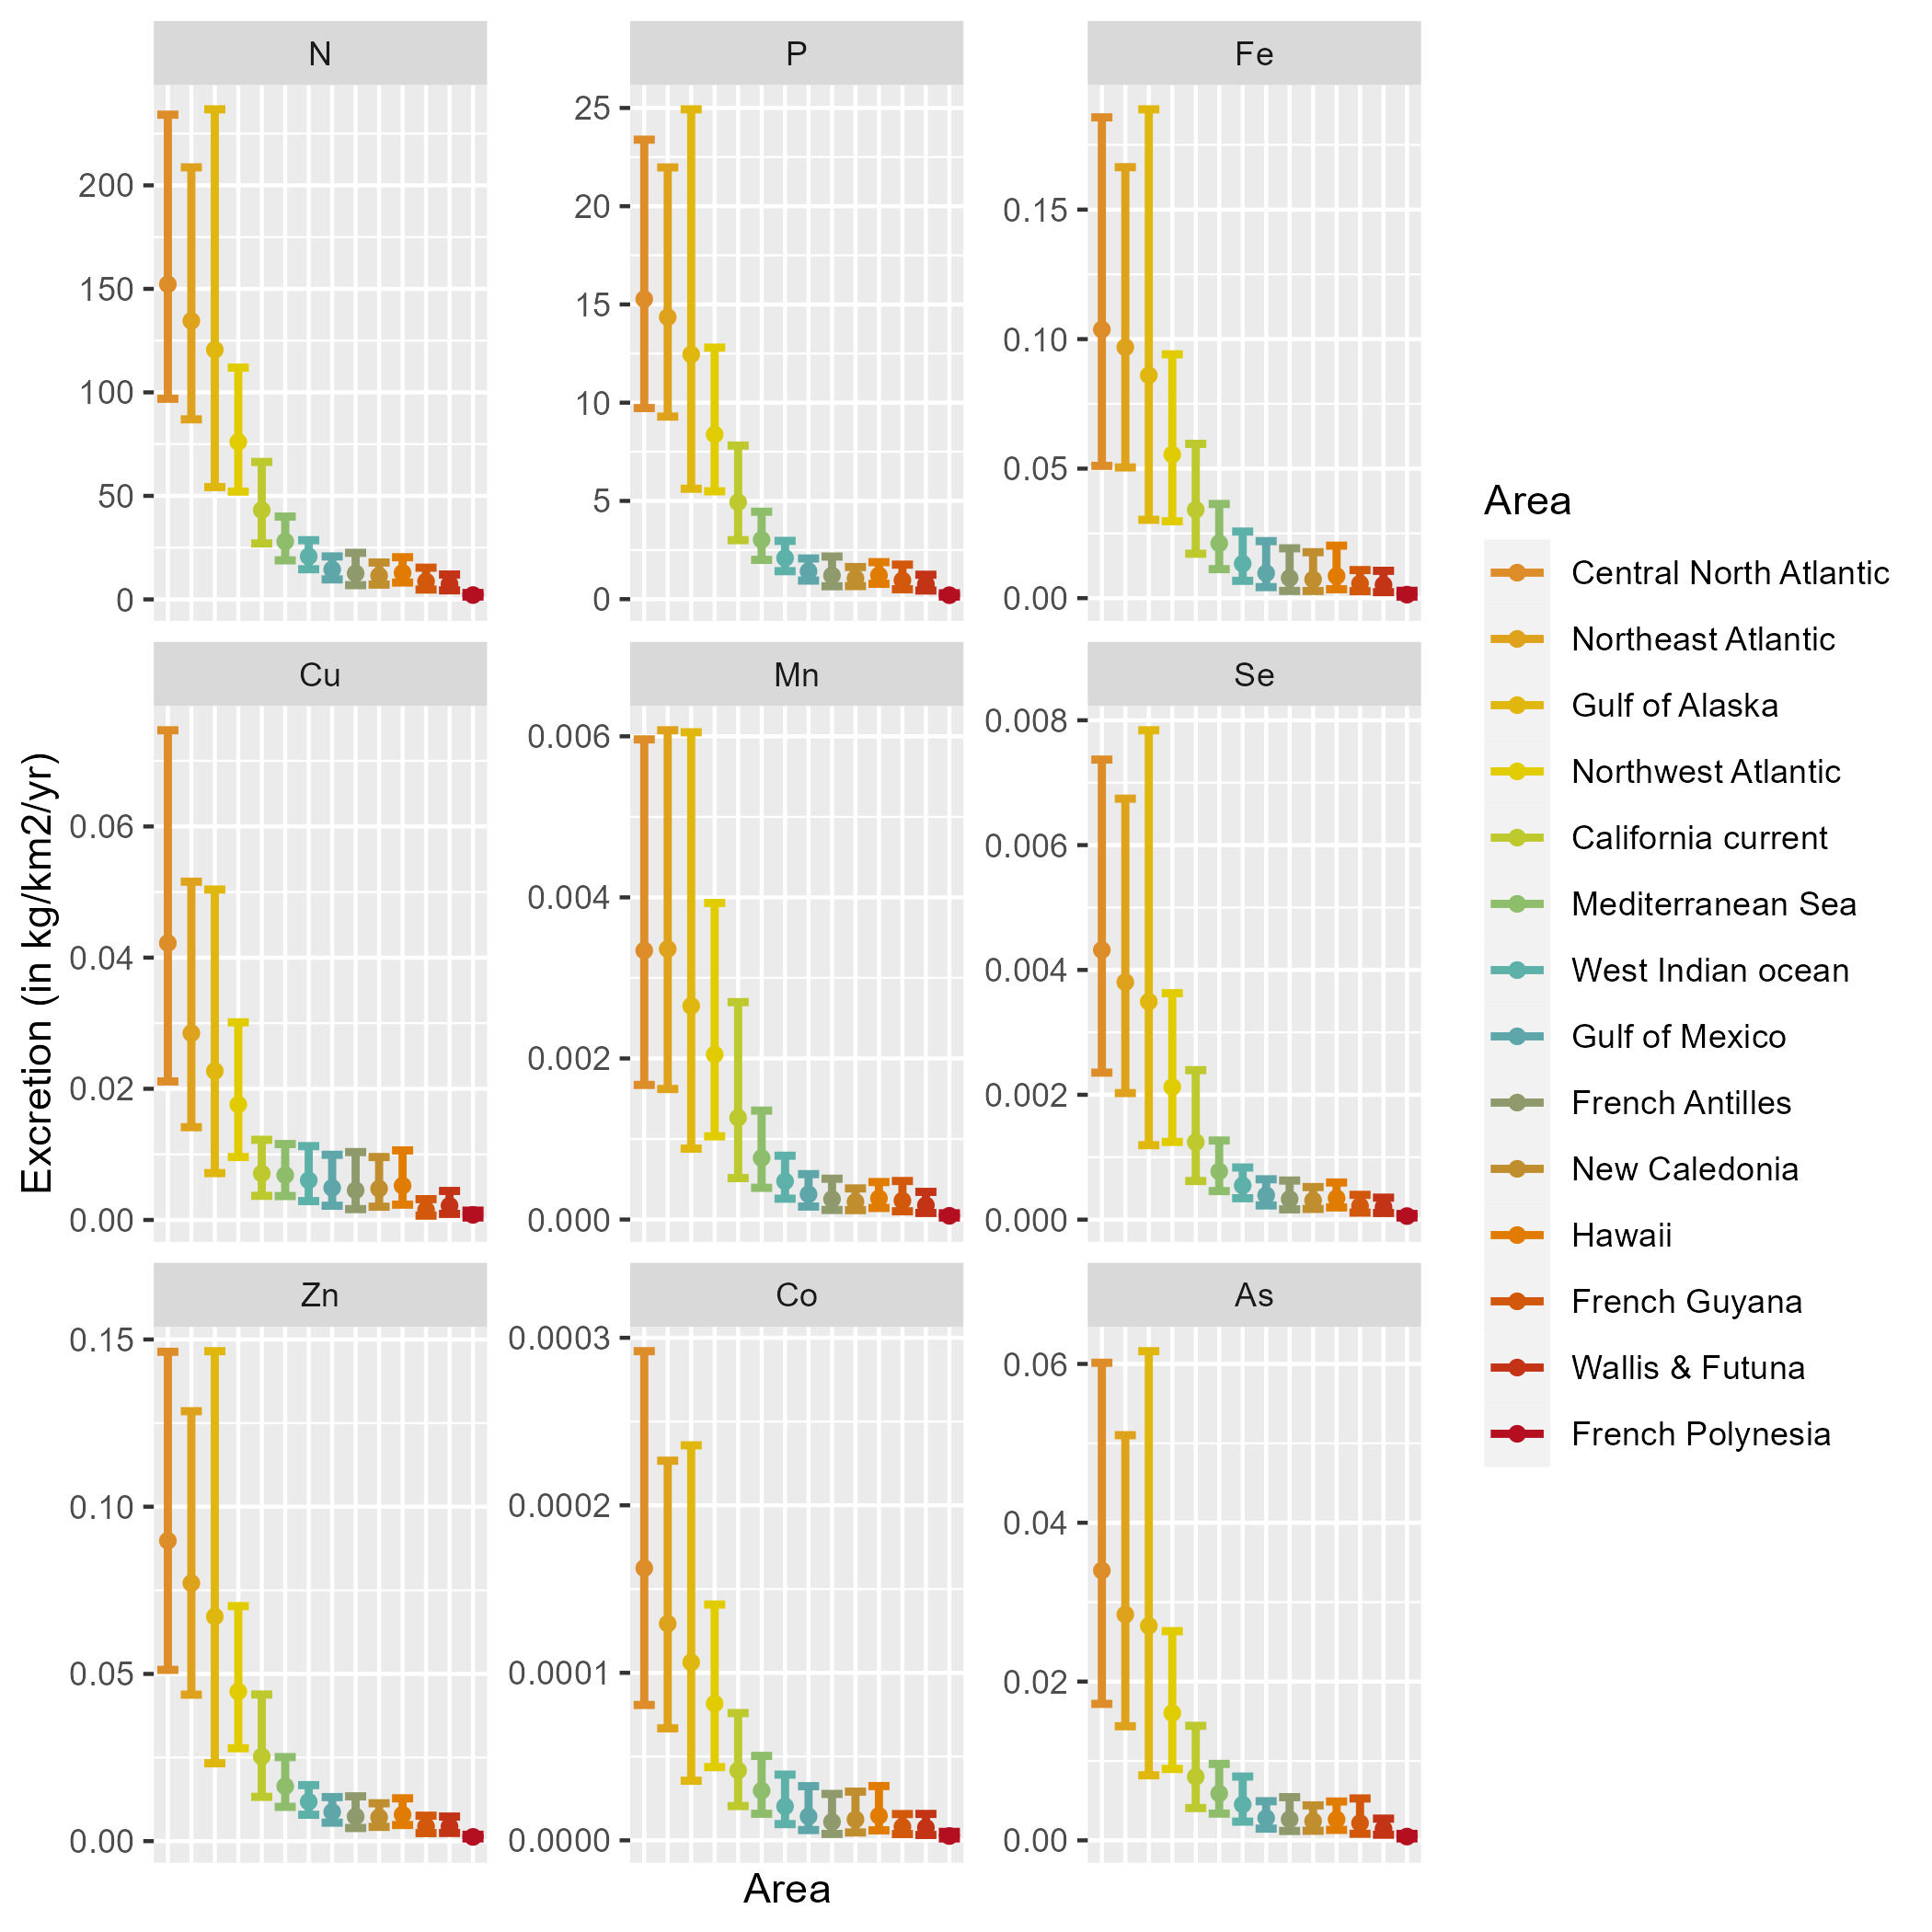 N
P
Fe
200
150
100
50
0
25
20
15
10
5
0
0.15
0.10
0.05
0.00
Cu
Mn
Se
0.06
0.04
0.02
0.00
0.006
0.004
0.002
0.000
0.008
0.006
0.004
0.002
0.000
Zn
Co
As
0.15
0.10
0.05
0.00
0.0003
0.0002
0.0001
0.0000
0.06
0.04
0.02
0.00
Excretion (in kg/km2/yr)
Area
Area
Central North Atlantic
Northeast Atlantic
Gulf of Alaska
Northwest Atlantic
California current
Mediterranean Sea
West Indian ocean
Gulf of Mexico
French Antilles
New Caledonia
Hawaii
French Guyana
Wallis & Futuna
French Polynesia